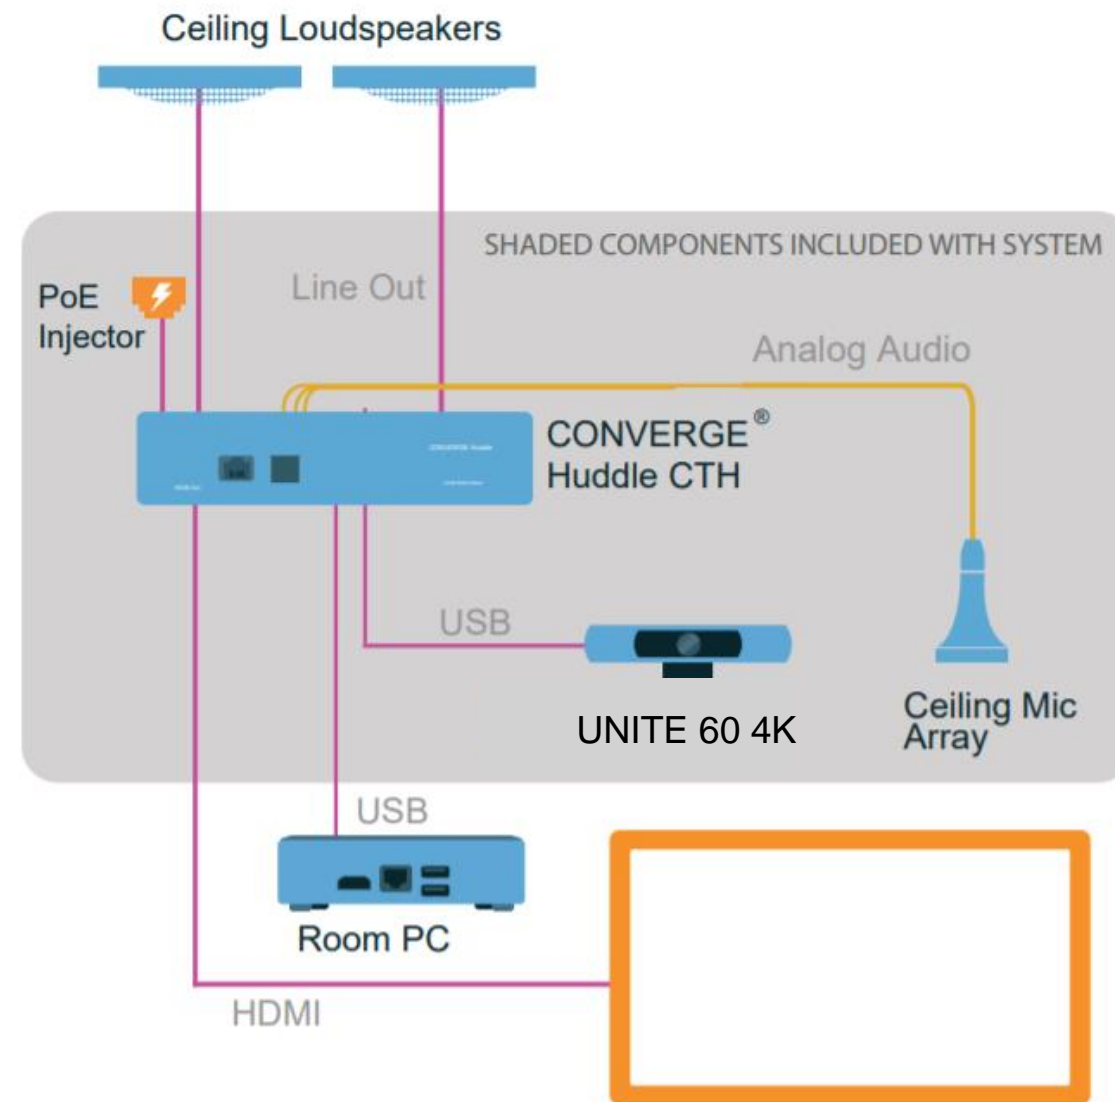 Ceiling Loudspeakers
SHADED COMPONENTS INCLUDED WITH SYSTEM
PoE
Injector
Line Out
Analog Audio
CONVERGE®
Huddle CTH
USB
UNITE 60 4K
Ceiling Mic
Array
USB
Room PC
HDMI